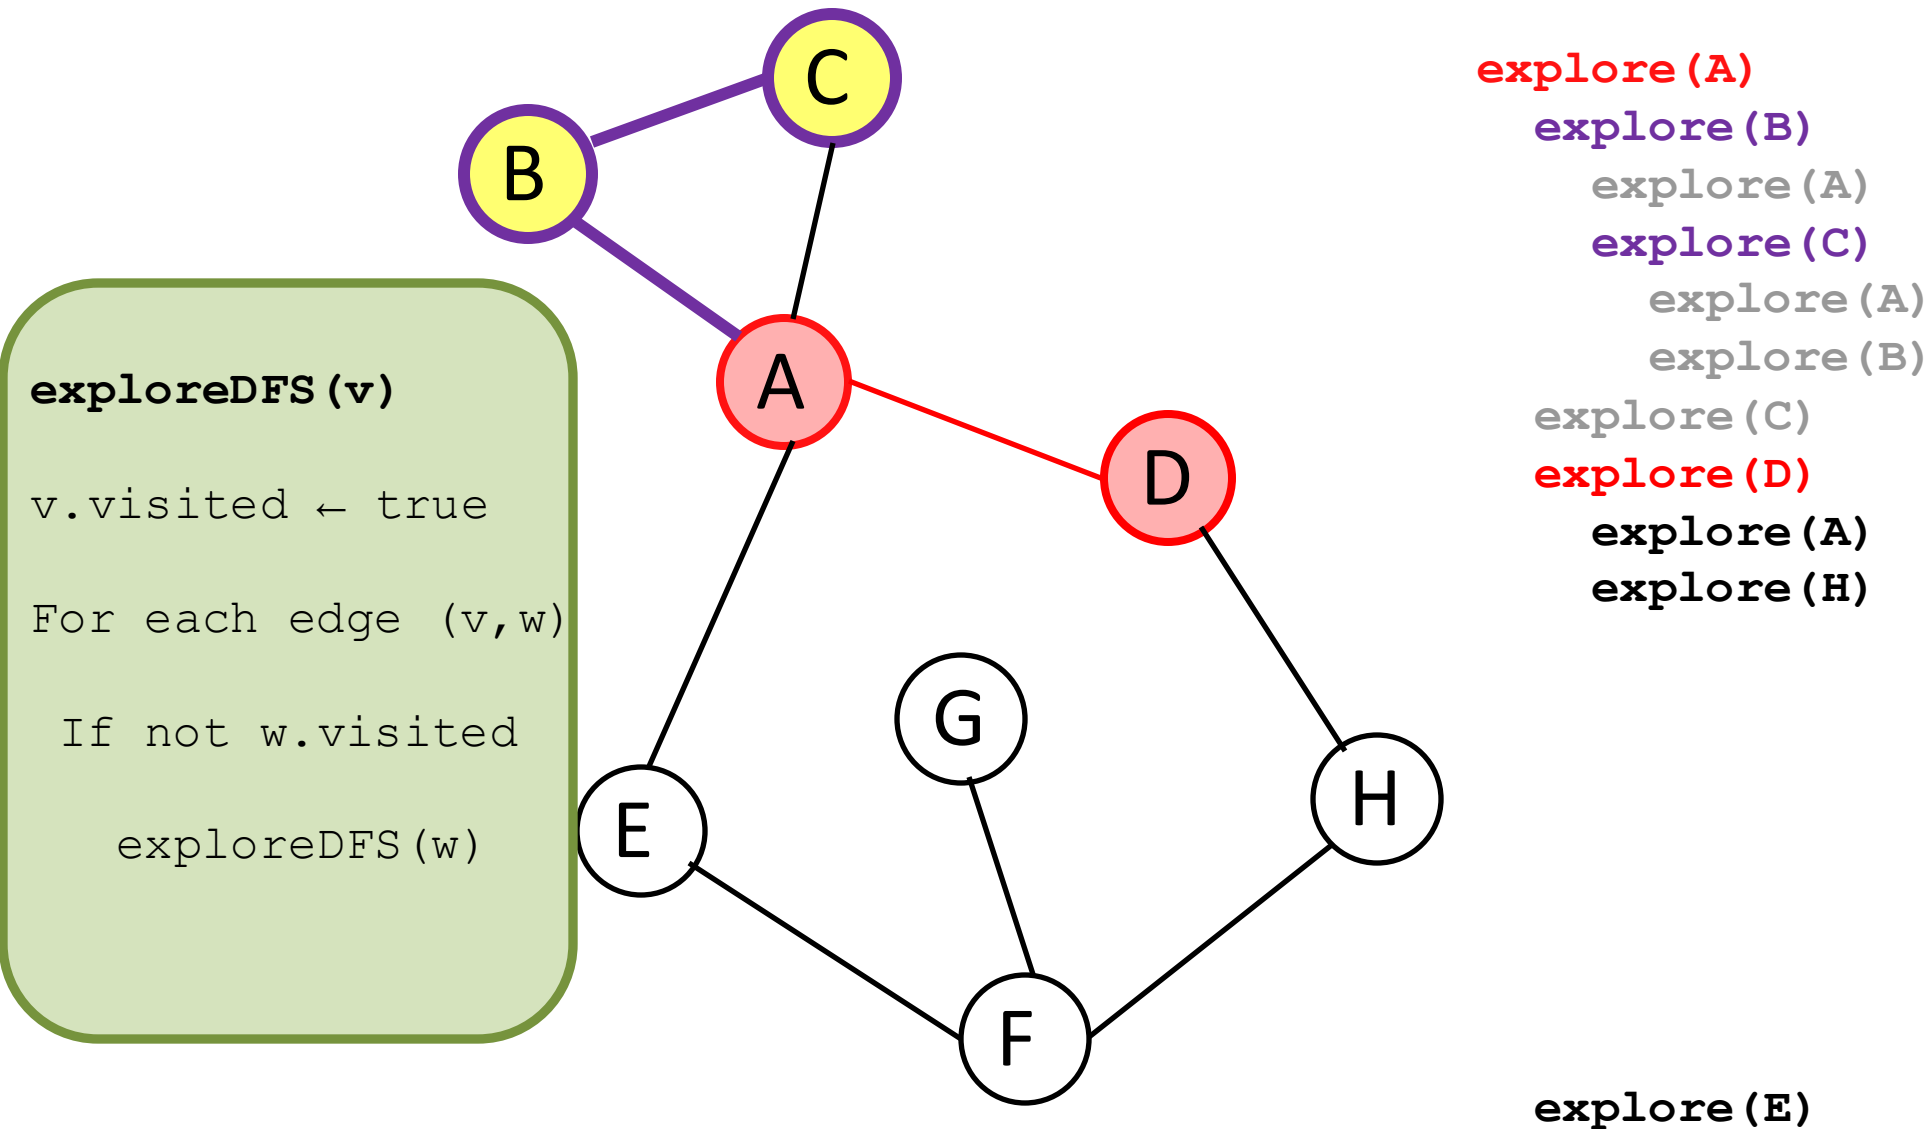 C
B
A
D
G
H
E
F
exploreDFS(v)
v.visited ← true
For each edge (v,w)
If not w.visited
exploreDFS(w)
explore(A)
explore(B)
explore(A)
explore(C)
explore(A)
explore(B)
explore(C)
explore(D)
explore(A)
explore(H)
explore(E)